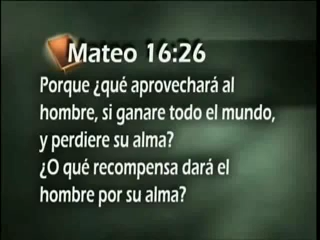 Mateo 16:26
Porque ¿qué aprovechará al
hombre, si ganare todo el mundo,
y perdiere su alma?
¿O qué recompensa dará el
hombre por su alma?